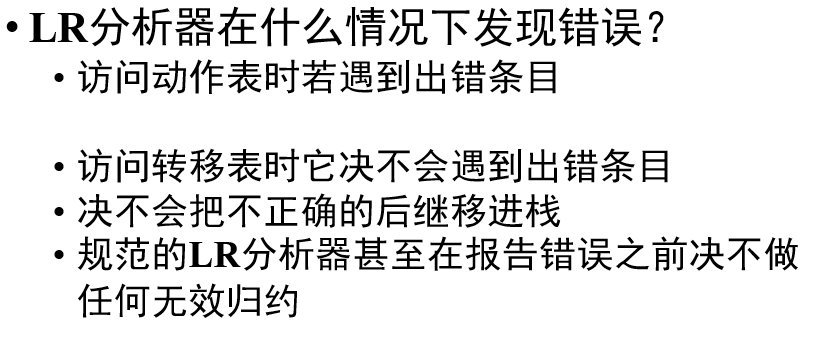 • LR分析器在什么情况下发现错误？
• 访问动作表时若遇到出错条目
• 访问转移表时它决不会遇到出错条目
• 决不会把不正确的后继移进栈
• 规范的LR分析器甚至在报告错误之前决不做
任何无效归约